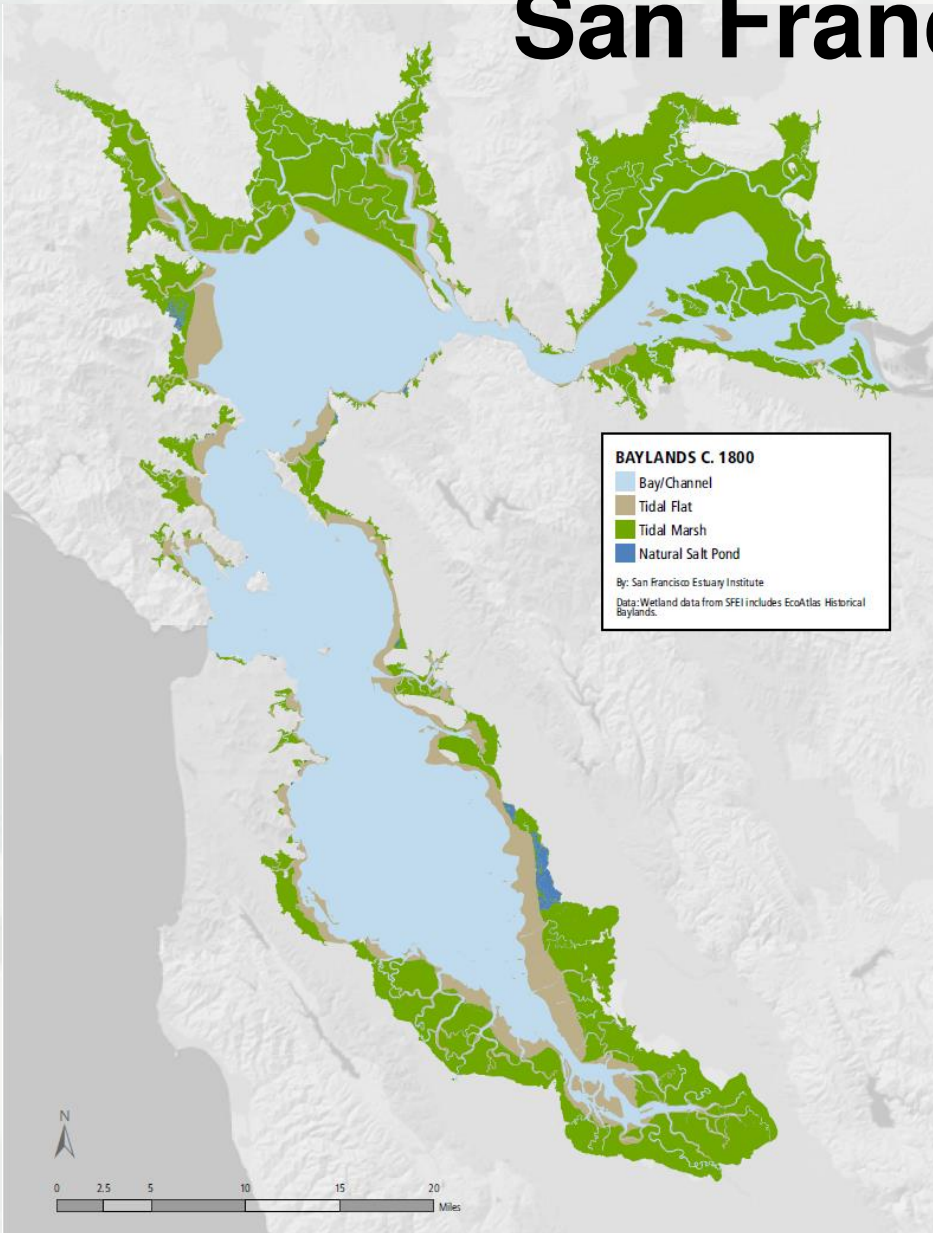 San Franc
BAYLANDS C. 1800
Bay/Channel
Tidal Flat
Tidal Marsh
Natural Salt Pond
By: San Francisco Estuary Institute
Data: Wetland data from SFEI includes EcoAtlas Historical
Baylands.
N
0 2.5 5 10 15 20
Miles